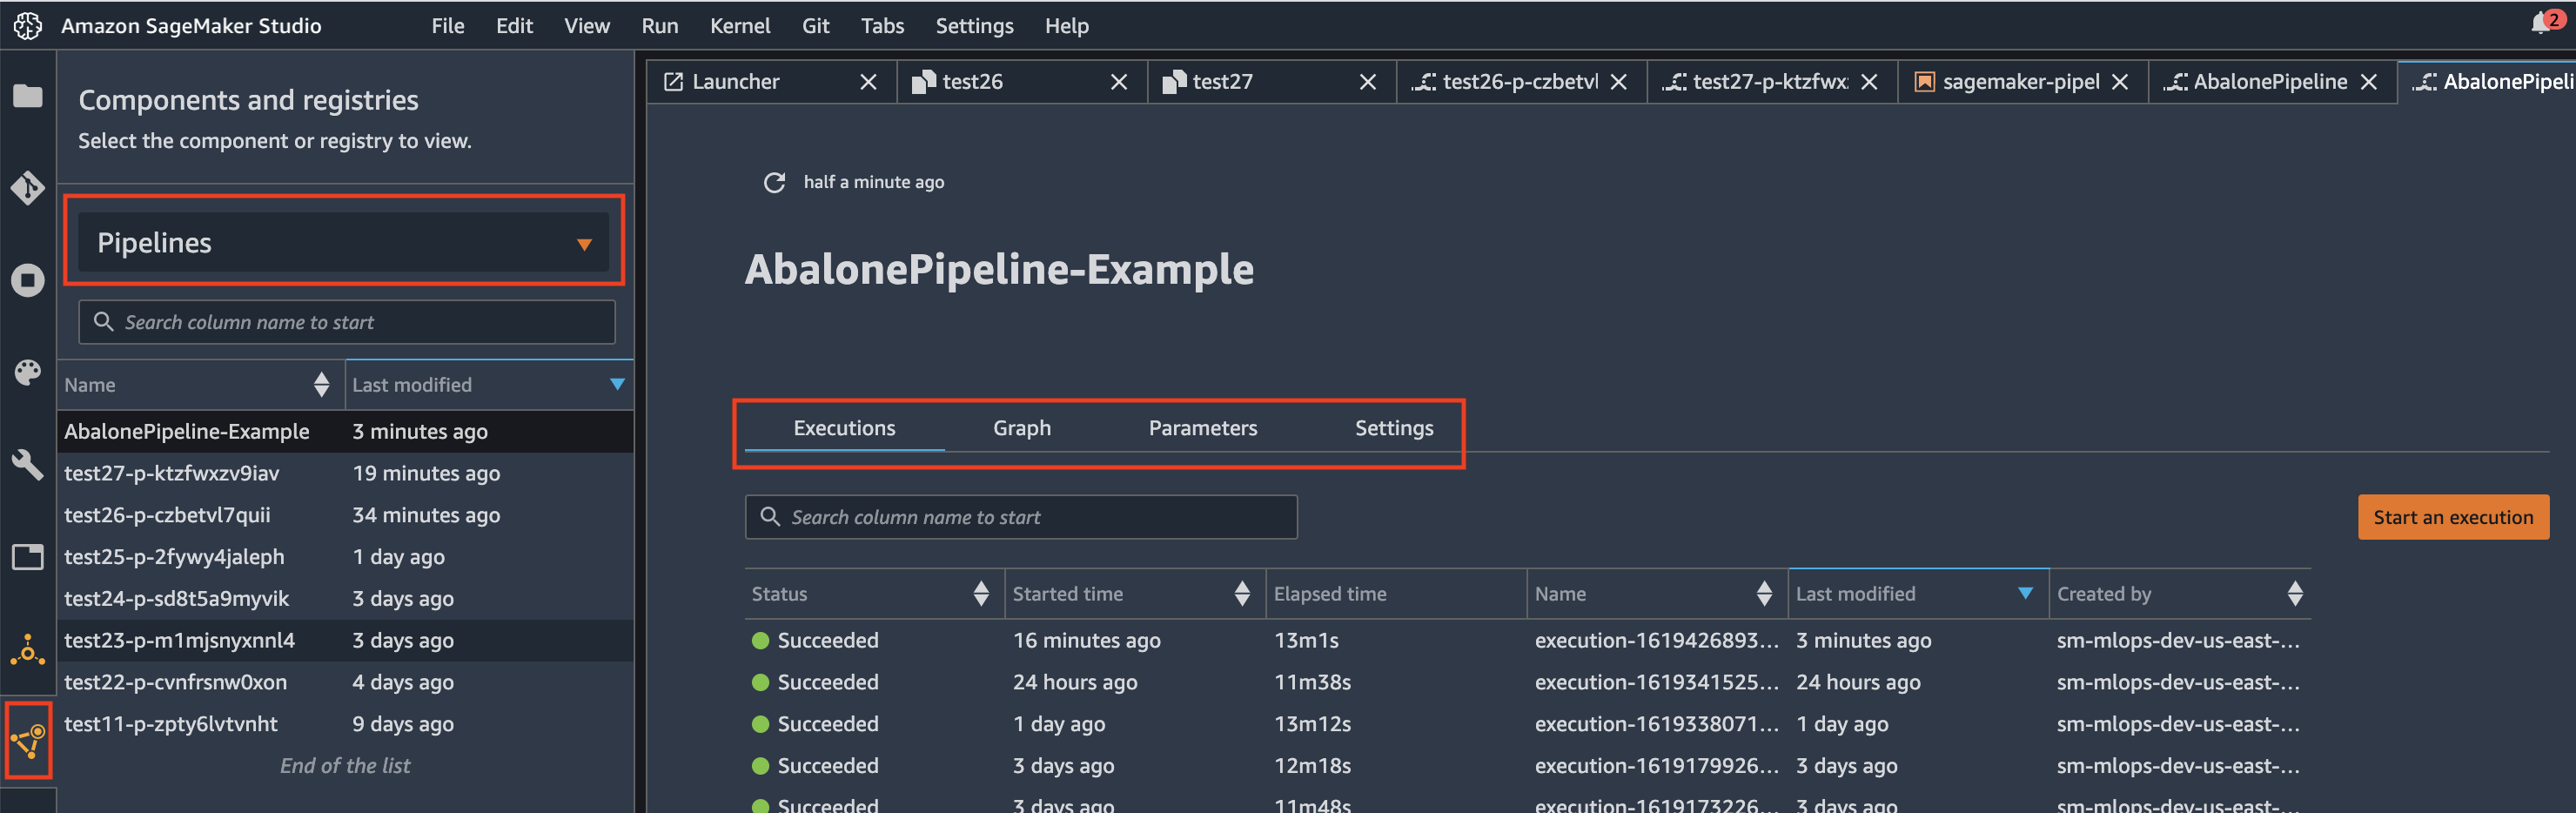 Amazon SageMaker Studio File Edit View Run Kernel Git Tabs Settings Help 2
Components and registries
Select the component or registry to view.
Pipelines
Search column name to start
Name Last modified
AbalonePipeline-Example 3 minutes ago
test27-p-ktzfwxzv9iav 19 minutes ago
test26-p-czbetvl7quii 34 minutes ago
test25-p-2fywy4jaleph 1 day ago
test24-p-sd8t5a9myvik 3 days ago
test23-p-m1mjsnyxnnl4 3 days ago
test22-p-cvnfrsnw0xon 4 days ago
test11-p-zpty6lvtvnht 9 days ago
End of the list
Launcher test26 test27 test26-p-czbetvl test27-p-ktzfwxz sagemaker-pipel AbalonePipeline AbalonePipeli
half a minute ago
AbalonePipeline-Example
Executions Graph Parameters Settings
Search column name to start
Start an execution
Status Started time Elapsed time Name Last modified Created by
Succeeded 16 minutes ago 13m1s execution-1619426893... 3 minutes ago sm-mlops-dev-us-east-...
Succeeded 24 hours ago 11m38s execution-1619341525... 24 hours ago sm-mlops-dev-us-east-...
Succeeded 1 day ago 13m12s execution-1619338071... 1 day ago sm-mlops-dev-us-east-...
Succeeded 3 days ago 12m18s execution-1619179926... 3 days ago sm-mlops-dev-us-east-...
Succeeded 3 days ago 11m48s execution-1619173226... 3 days ago sm-mlops-dev-us-east-...